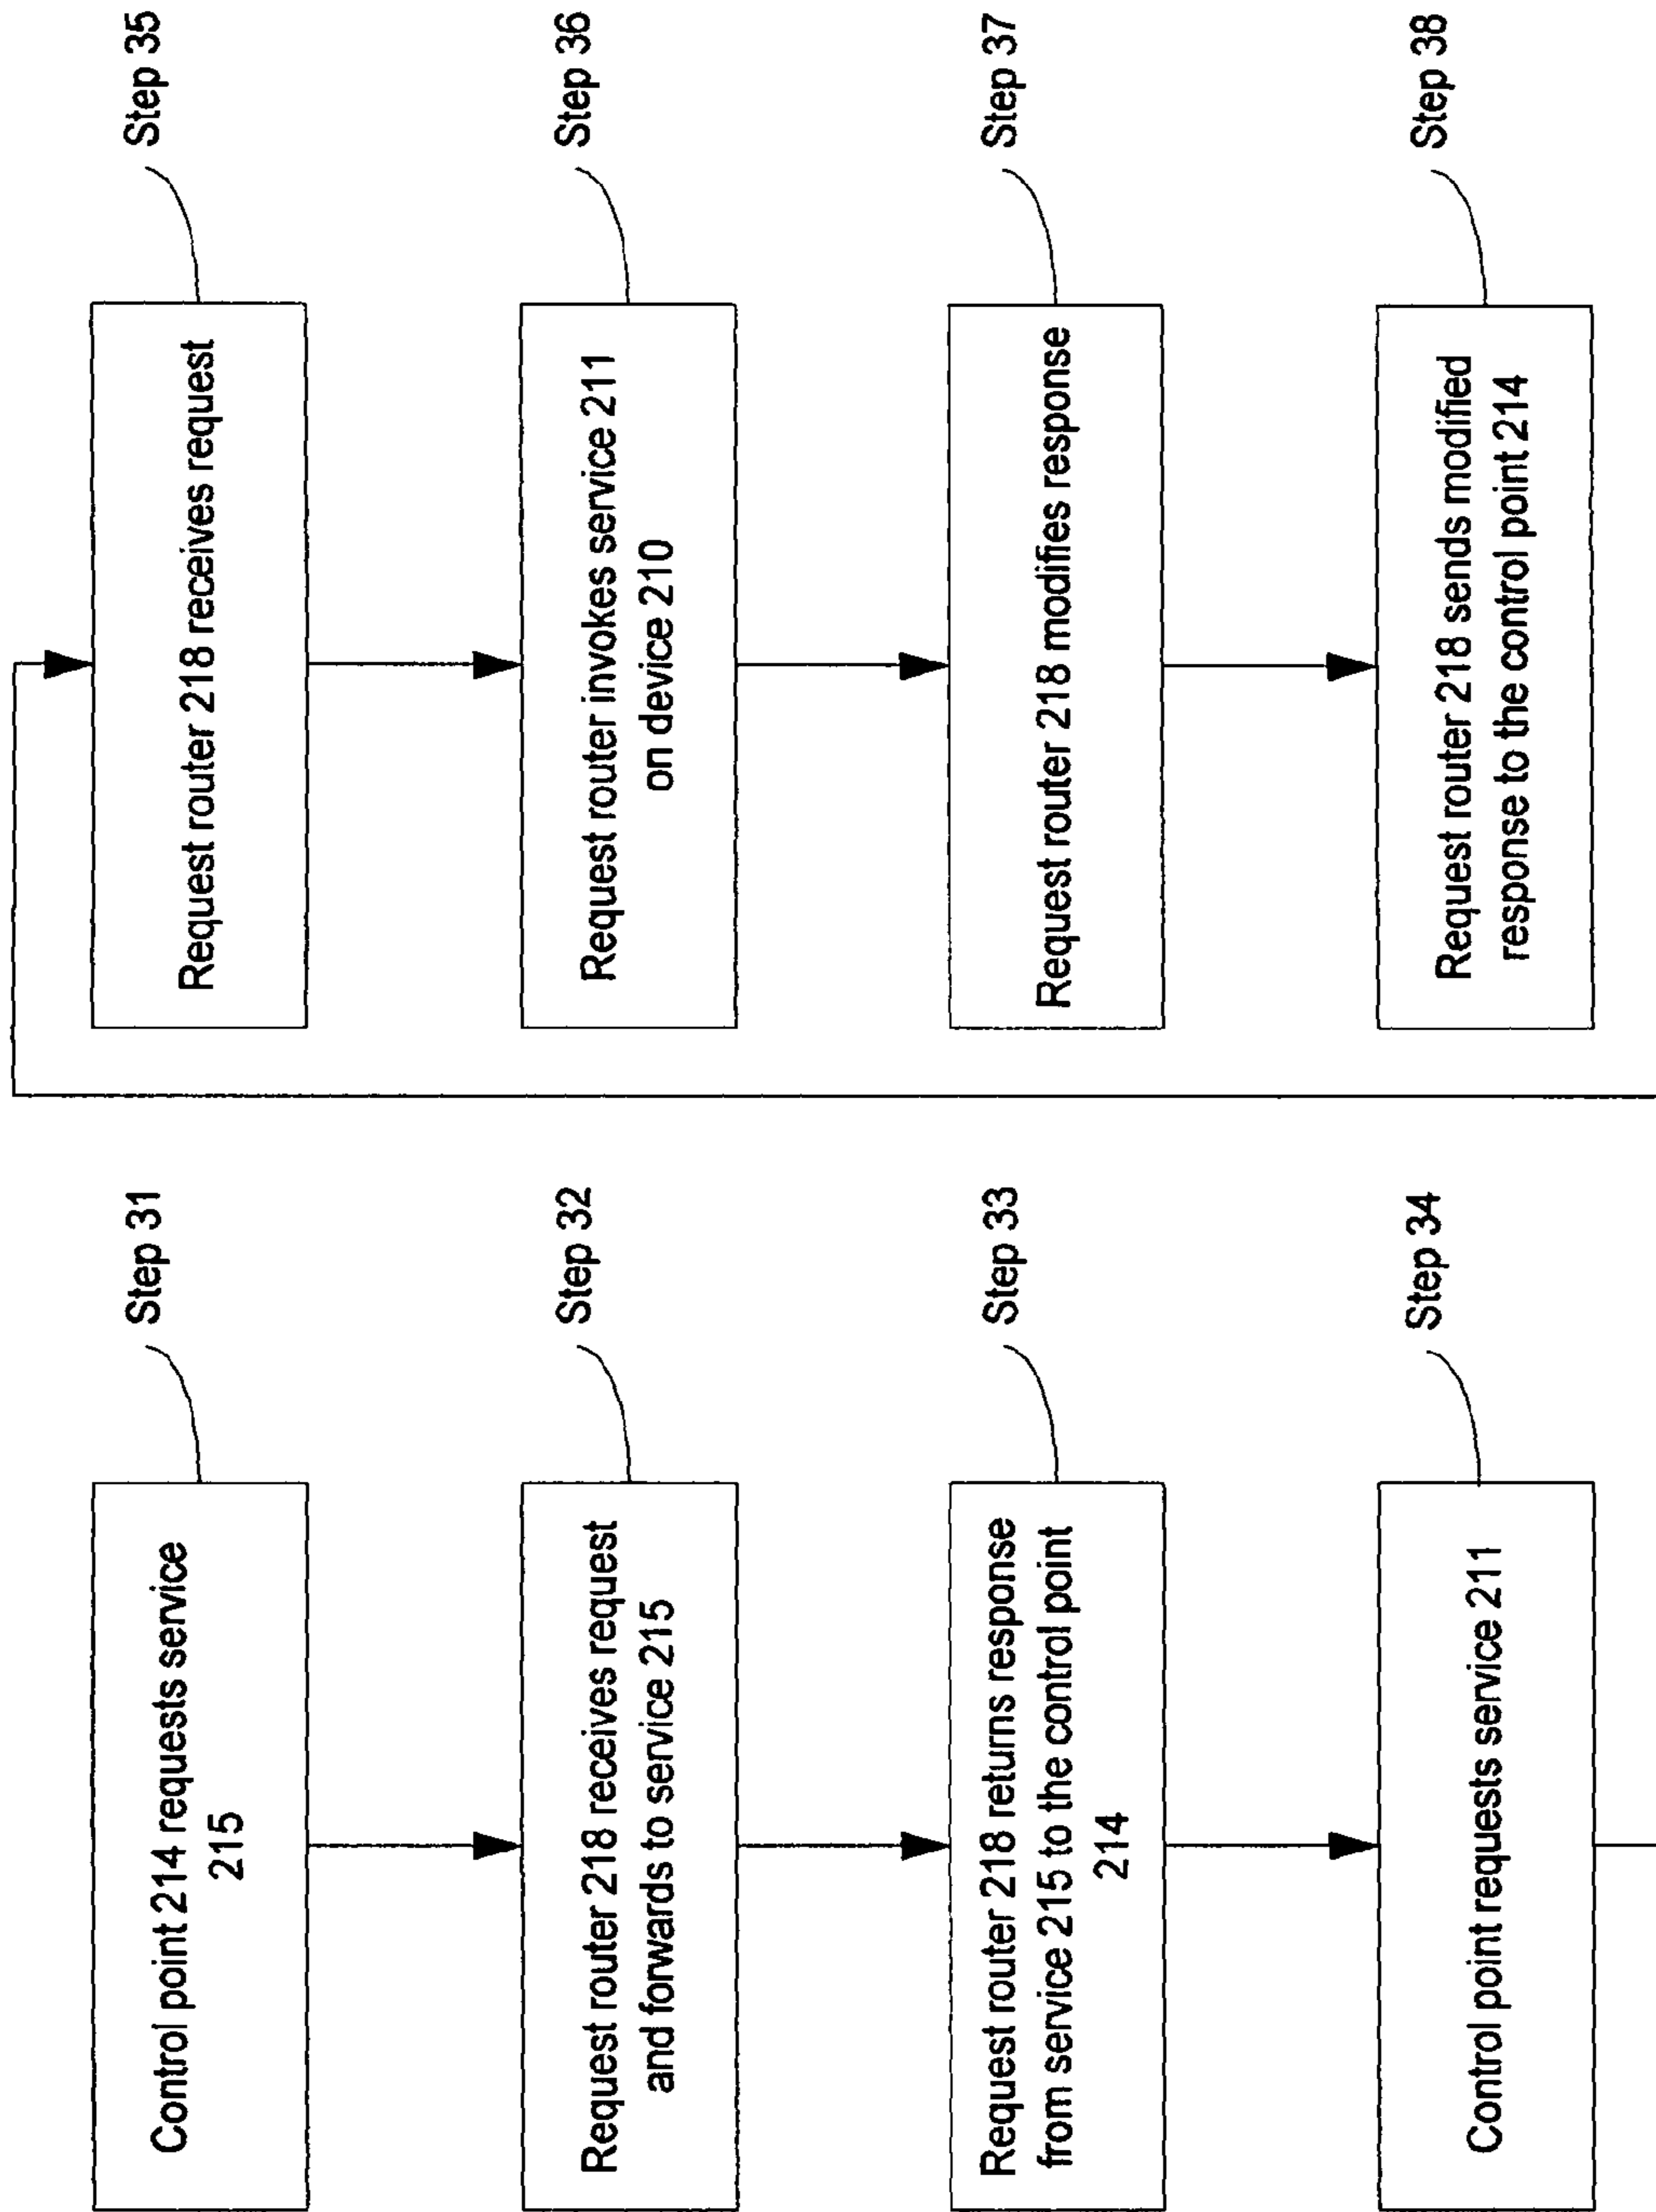 Control point 214 requests service
215
Step 31
Request router 218 receives request
and forwards to service 215
Step 32
Request router 218 returns response
from service 215 to the control point
214
Step 33
Control point requests service 211
Step 34
Request router 218 receives request
Step 35
Request router invokes service 211
on device 210
Step 36
Request router 218 modifies response
Step 37
Request router 218 sends modified
response to the control point 214
Step 38